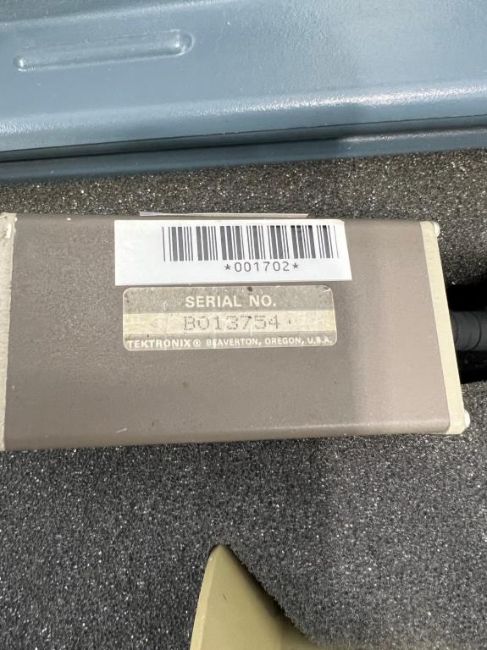 *001702*
SERIAL NO.
B013754
TEKTRONIX® BEAVERTON, OREGON, U.S.A.